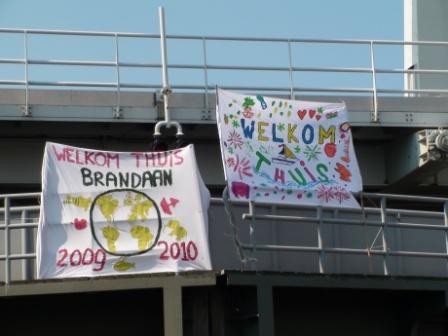 WELKOM THUIS
BRANDAAN
2009 2010
WELKOM
THUIS